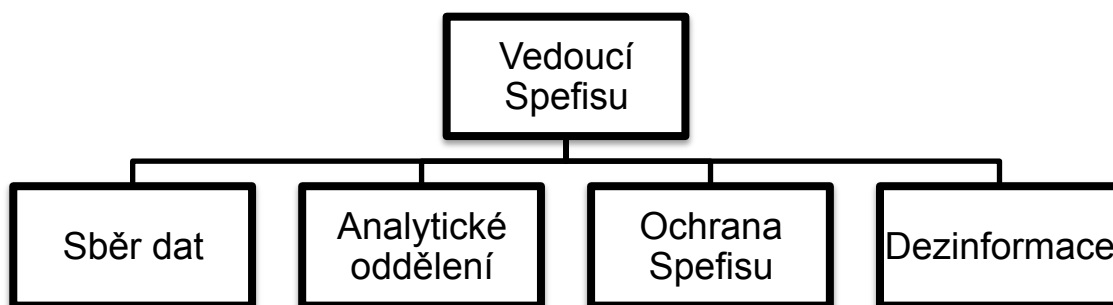 Vedoucí
Spefisu
Sběr dat
Analytické
oddělení
Ochrana
Spefisu
Dezinformace